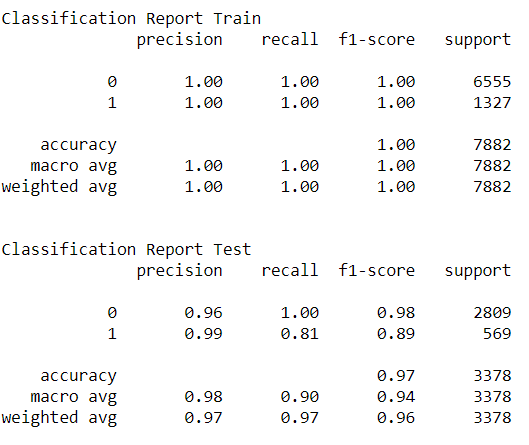 Classification Report Train
precision recall f1-score support
0 1.00 1.00 1.00 6555
1 1.00 1.00 1.00 1327
accuracy 1.00 7882
macro avg 1.00 1.00 1.00 7882
weighted avg 1.00 1.00 1.00 7882
Classification Report Test
precision recall f1-score support
0 0.96 1.00 0.98 2809
1 0.99 0.81 0.89 569
accuracy 0.97 3378
macro avg 0.98 0.90 0.94 3378
weighted avg 0.97 0.97 0.96 3378